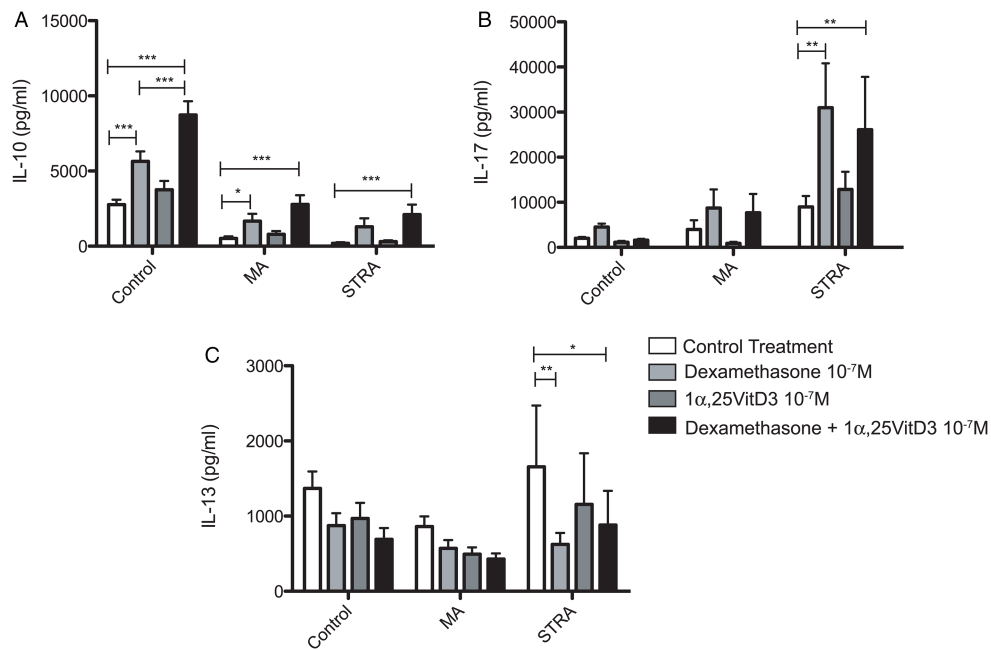 A
IL-10 (pg/ml)
15000
10000
5000
0
***
***
***
*
***
***
Control
MA
STRA
B
IL-17 (pg/ml)
50000
40000
30000
20000
10000
0
**
**
Control
MA
STRA
C
IL-13 (pg/ml)
3000
2000
1000
0
*
**
Control
MA
STRA
Control Treatment
Dexamethasone 10⁻⁷M
1α,25VitD3 10⁻⁷M
Dexamethasone + 1α,25VitD3 10⁻⁷M